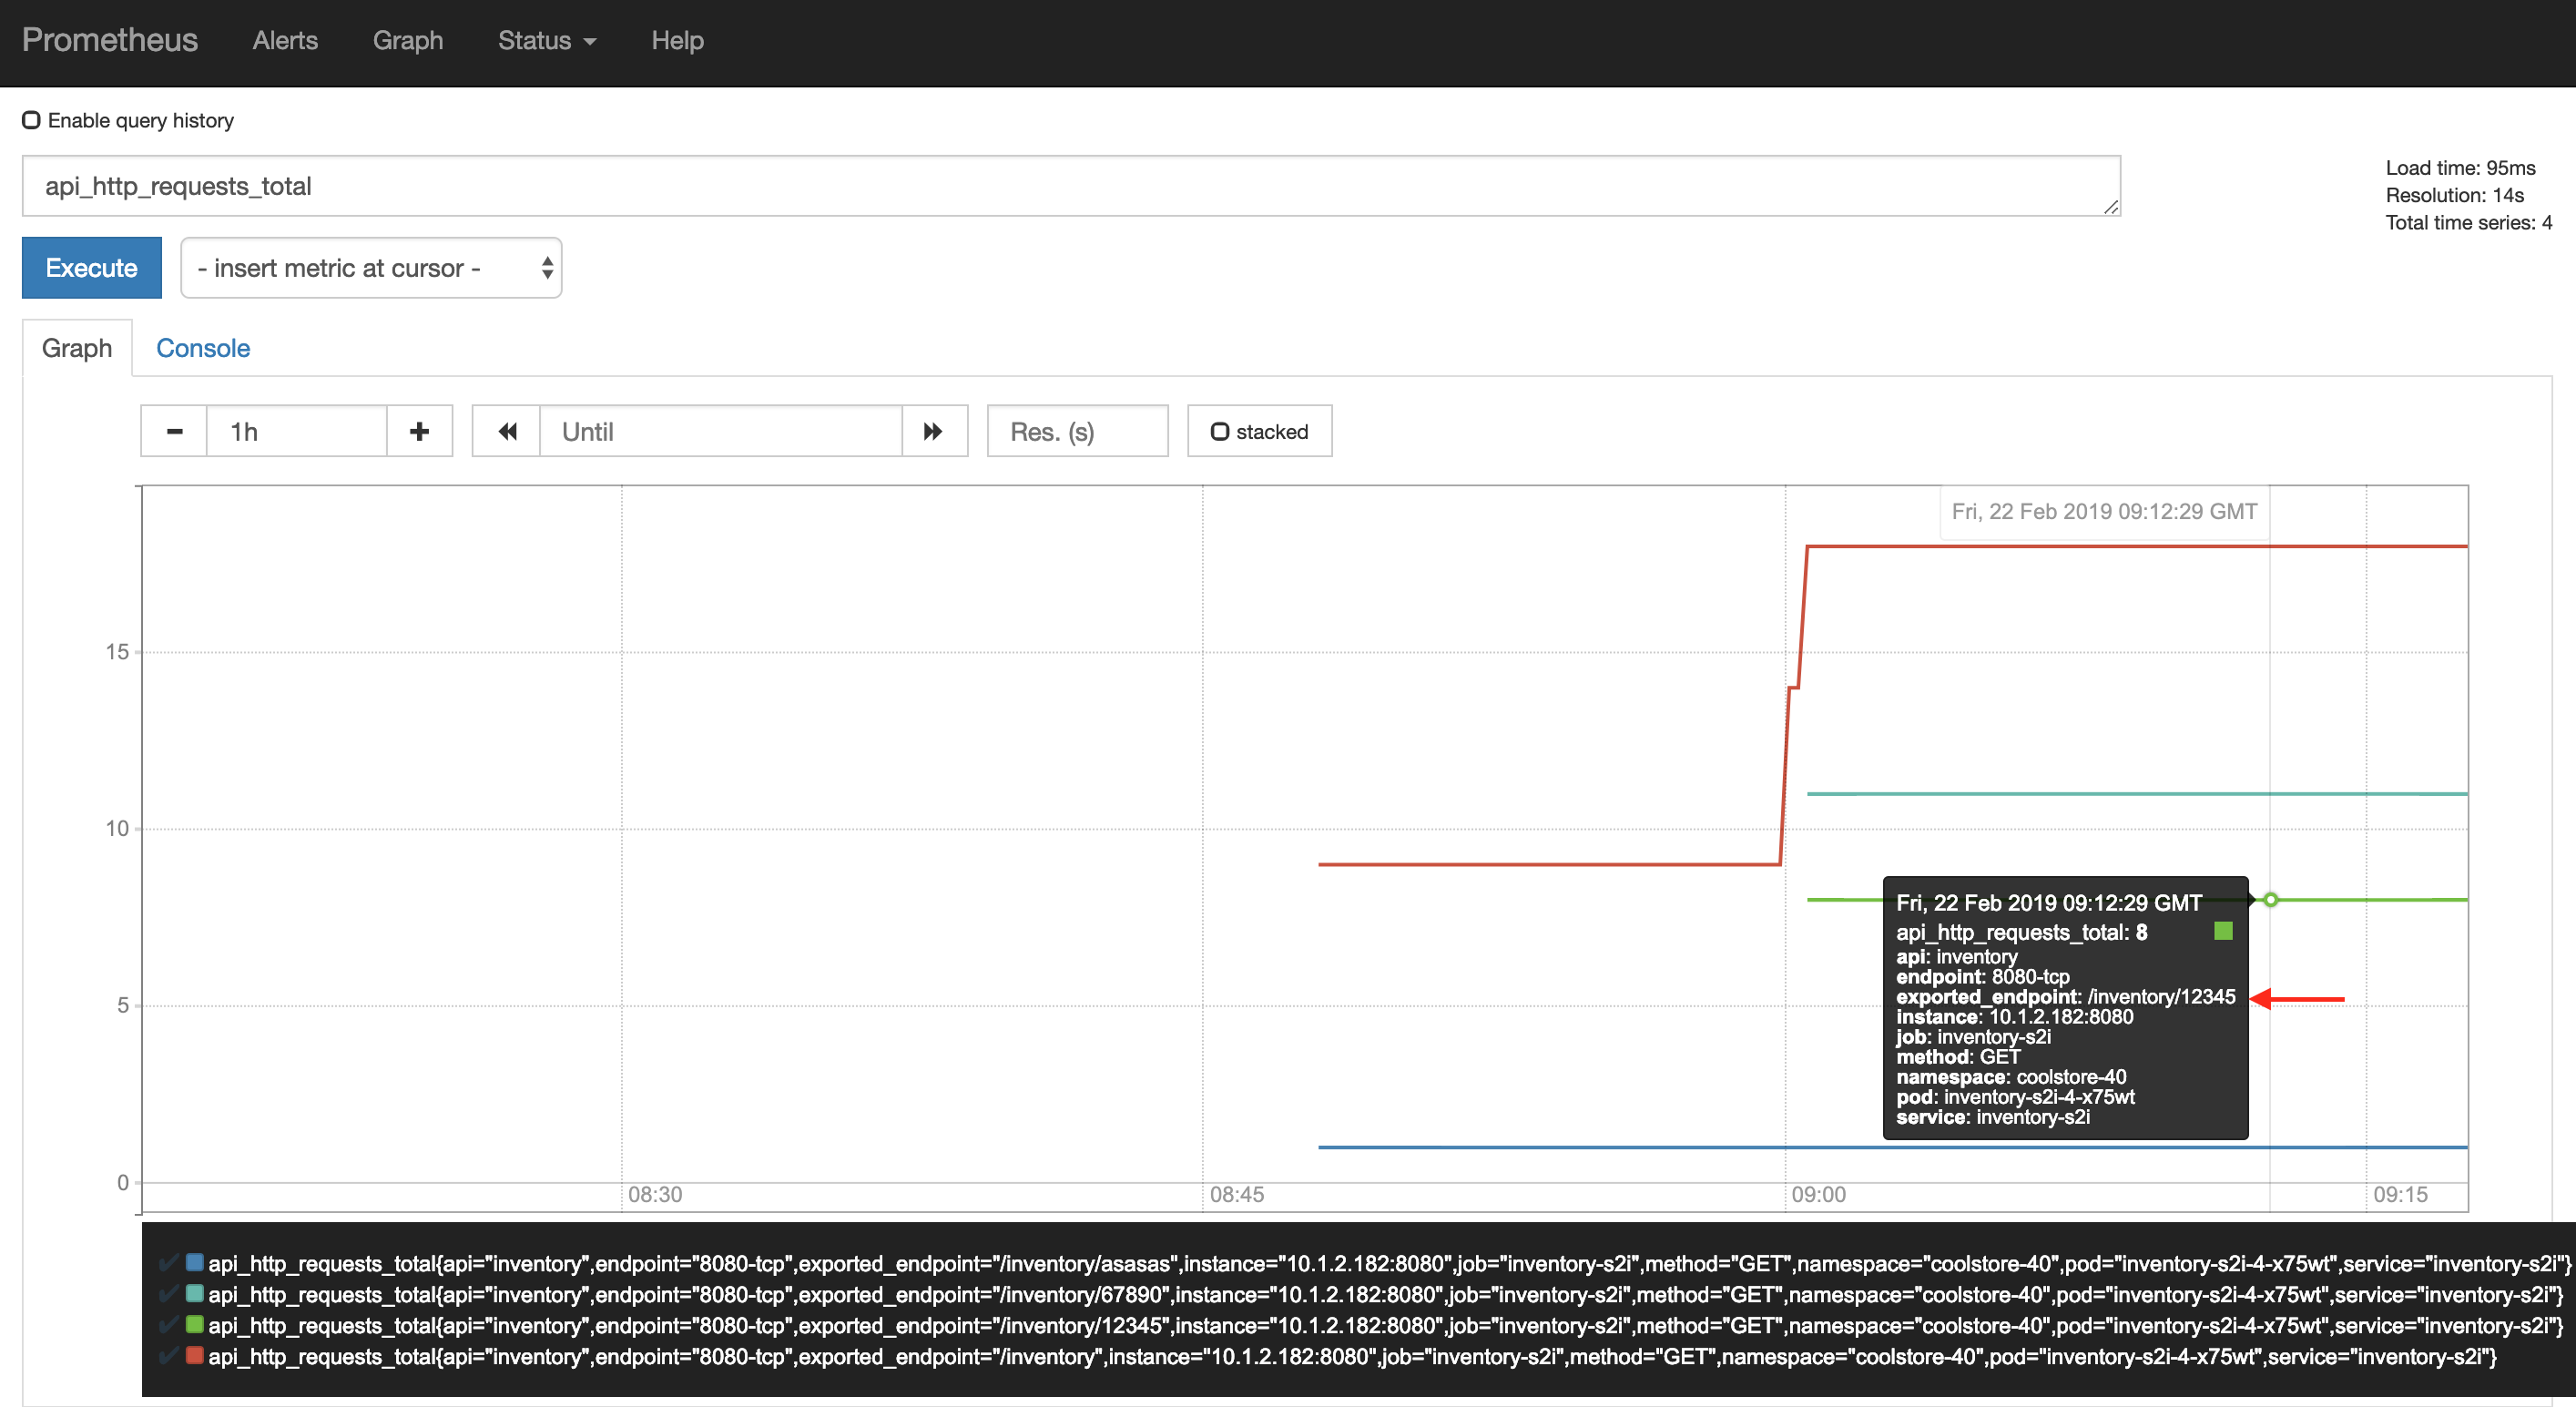 Prometheus Alerts Graph Status Help
Enable query history
api_http_requests_total
Load time: 95ms
Resolution: 14s
Total time series: 4
Execute - insert metric at cursor -
Graph Console
1h Until Res. (s) stacked
Fri, 22 Feb 2019 09:12:29 GMT
15
10
5
0
Fri, 22 Feb 2019 09:12:29 GMT
api_http_requests_total: 8
api: inventory
endpoint: 8080-tcp
exported_endpoint: /inventory/12345
instance: 10.1.2.182:8080
job: inventory-s2i
method: GET
namespace: coolstore-40
pod: inventory-s2i-4-x75wt
service: inventory-s2i
08:30 08:45 09:00 09:15
api_http_requests_total{api="inventory",endpoint="8080-tcp",exported_endpoint="/inventory/asasas",instance="10.1.2.182:8080",job="inventory-s2i",method="GET",namespace="coolstore-40",pod="inventory-s2i-4-x75wt",service="inventory-s2i"}
api_http_requests_total{api="inventory",endpoint="8080-tcp",exported_endpoint="/inventory/67890",instance="10.1.2.182:8080",job="inventory-s2i",method="GET",namespace="coolstore-40",pod="inventory-s2i-4-x75wt",service="inventory-s2i"}
api_http_requests_total{api="inventory",endpoint="8080-tcp",exported_endpoint="/inventory/12345",instance="10.1.2.182:8080",job="inventory-s2i",method="GET",namespace="coolstore-40",pod="inventory-s2i-4-x75wt",service="inventory-s2i"}
api_http_requests_total{api="inventory",endpoint="8080-tcp",exported_endpoint="/inventory",instance="10.1.2.182:8080",job="inventory-s2i",method="GET",namespace="coolstore-40",pod="inventory-s2i-4-x75wt",service="inventory-s2i"}